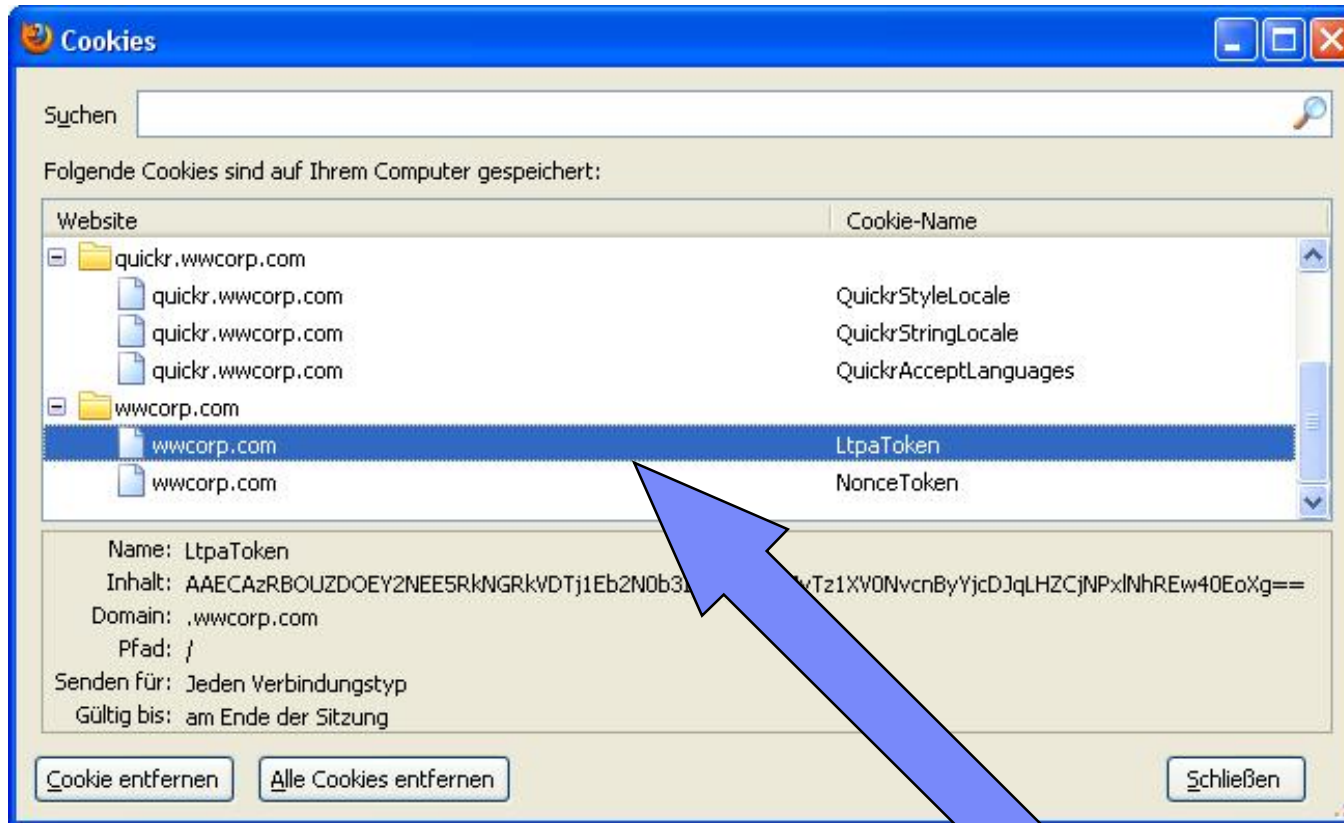 Cookies
Suchen
Folgende Cookies sind auf Ihrem Computer gespeichert:
Website Cookie-Name
quickr.wwcorp.com
quickr.wwcorp.com QuickrStyleLocale
quickr.wwcorp.com QuickrStringLocale
quickr.wwcorp.com QuickrAcceptLanguages
wwcorp.com
wwcorp.com LtpaToken
wwcorp.com NonceToken
Name: LtpaToken
Inhalt:
Domain: .wwcorp.com
Pfad: /
Senden für: Jeden Verbindungstyp
Gültig bis: am Ende der Sitzung
Cookie entfernen Alle Cookies entfernen Schließen